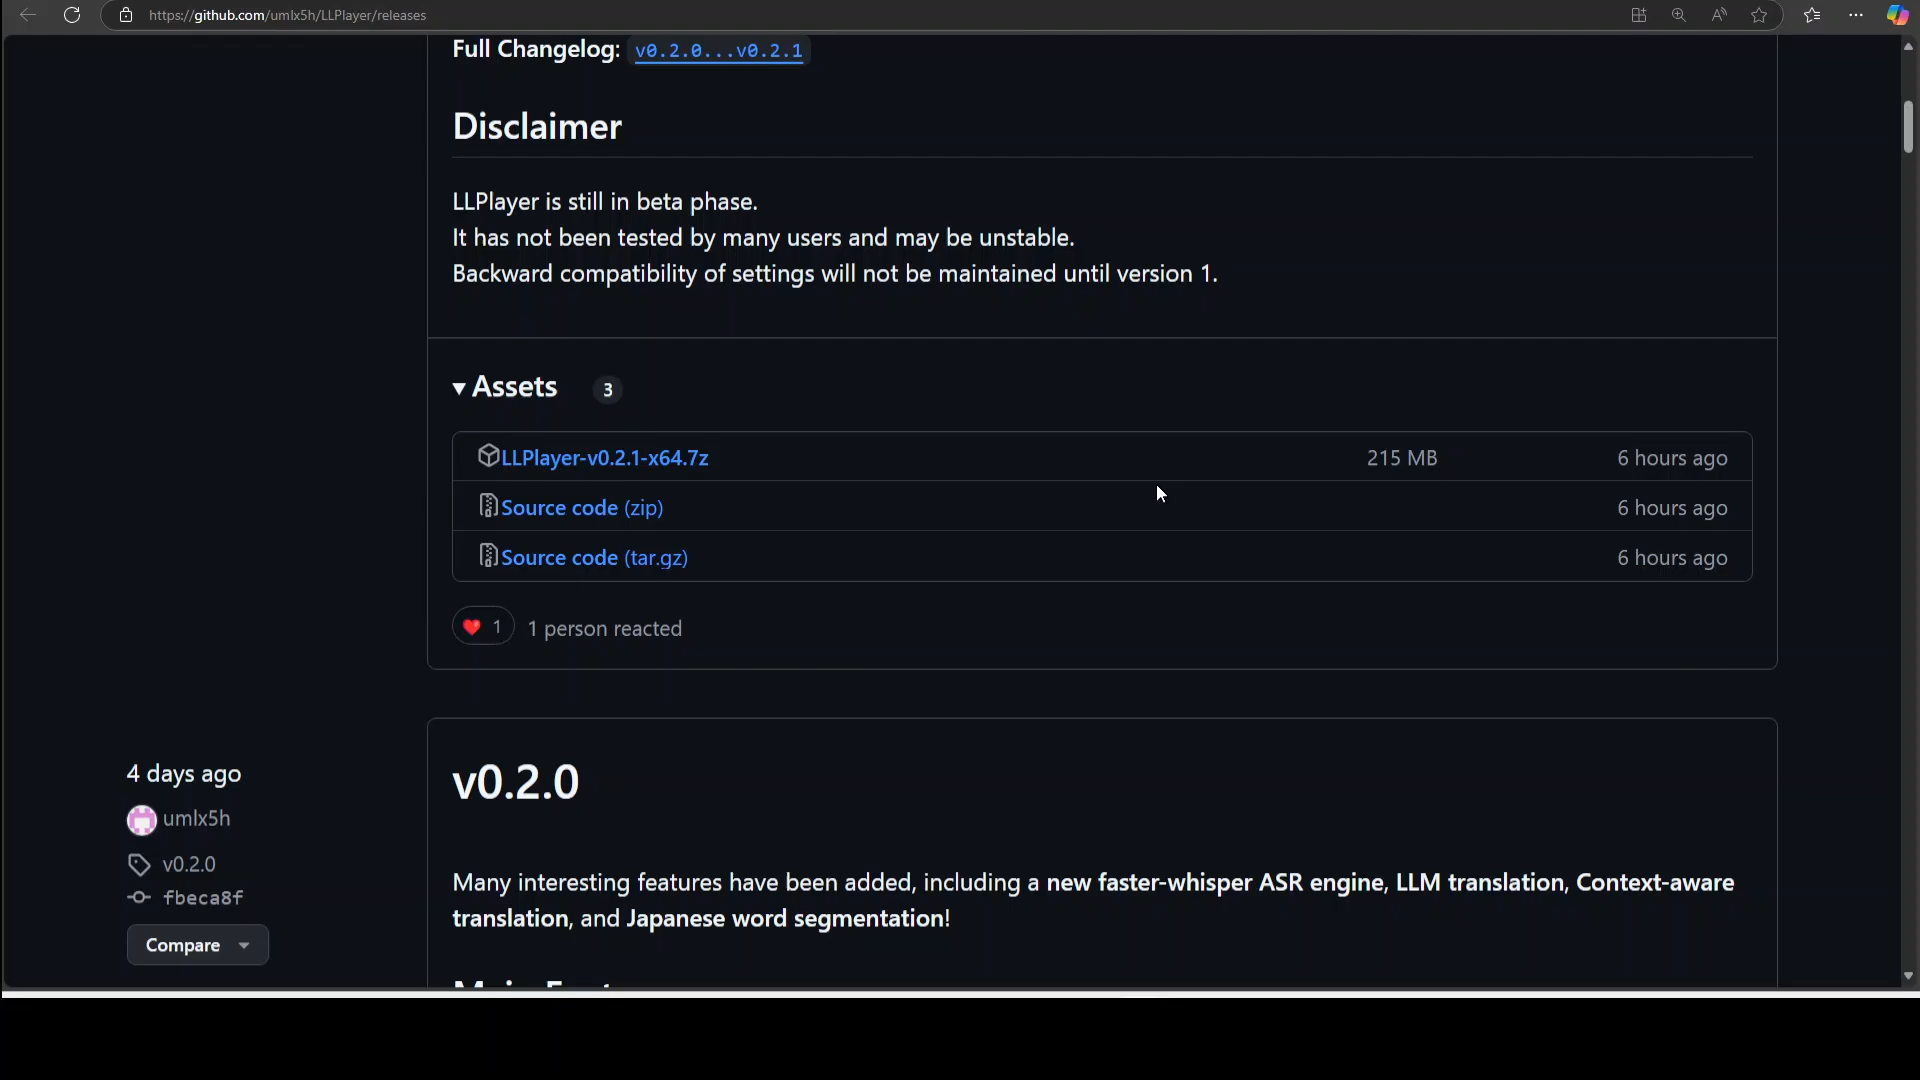 https://github.com/umlx5h/LLPlayer/releases
Full Changelog: v0.2.0...v0.2.1
Disclaimer
LLPlayer is still in beta phase.
It has not been tested by many users and may be unstable.
Backward compatibility of settings will not be maintained until version 1.
Assets 3
LLPlayer-v0.2.1-x64.7z 215 MB 6 hours ago
Source code (zip) 6 hours ago
Source code (tar.gz) 6 hours ago
1 1 person reacted
4 days ago
umlx5h
v0.2.0
fbeca8f
Compare
v0.2.0
Many interesting features have been added, including a new faster-whisper ASR engine, LLM translation, Context-aware
translation, and Japanese word segmentation!